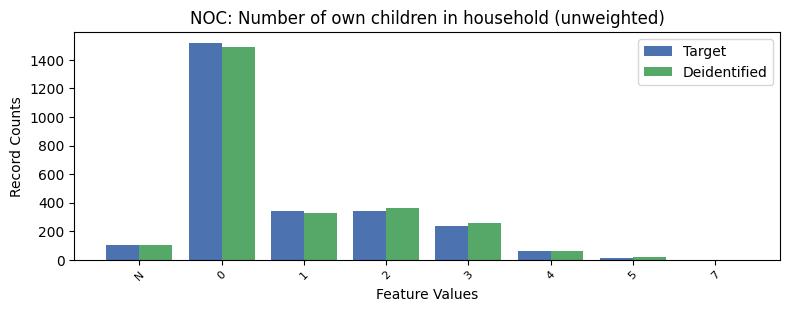 NOC: Number of own children in household (unweighted)
Target
Deidentified
Record Counts
1400
1200
1000
800
600
400
200
0
N 0 1 2 3 4 5 7
Feature Values